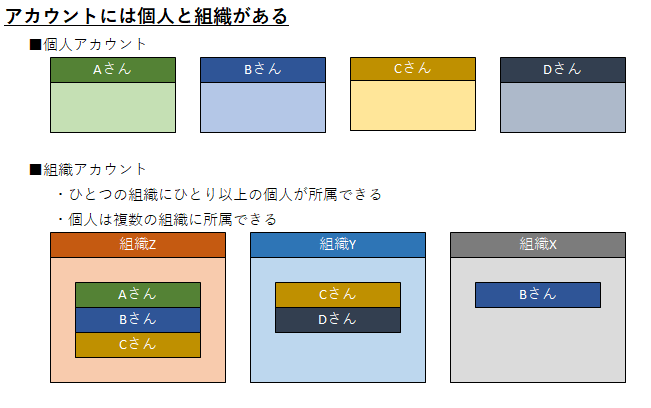 アカウントには個人と組織がある
■個人アカウント
Aさん
Bさん
Cさん
Dさん
■組織アカウント
・ひとつの組織にひとり以上の個人が所属できる
・個人は複数の組織に所属できる
組織Z
Aさん
Bさん
Cさん
組織Y
Cさん
Dさん
組織X
Bさん